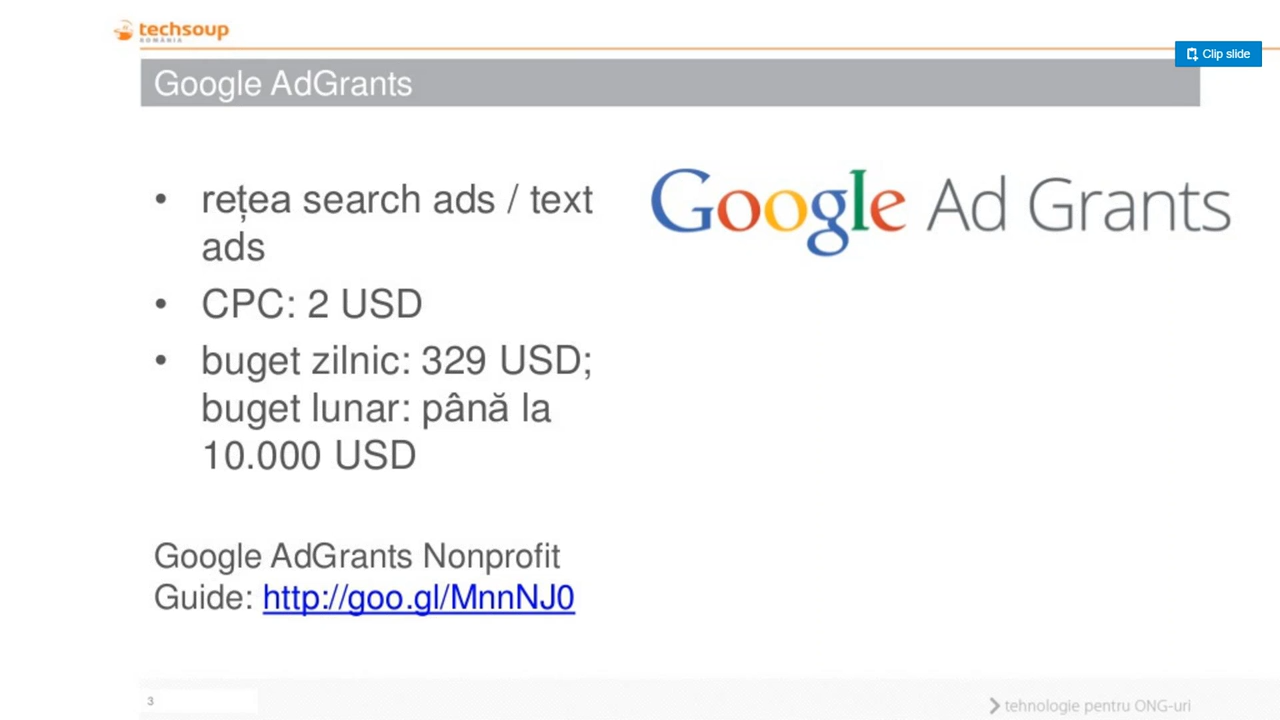 techsoup
ROMÂNIA
Clip slide
Google AdGrants
• rețea search ads / text
ads
Google Ad Grants
• CPC: 2 USD
• buget zilnic: 329 USD;
buget lunar: până la
10.000 USD
Google AdGrants Nonprofit
Guide: http://goo.gl/MnnNJ0
3
tehnologie pentru ONG-uri